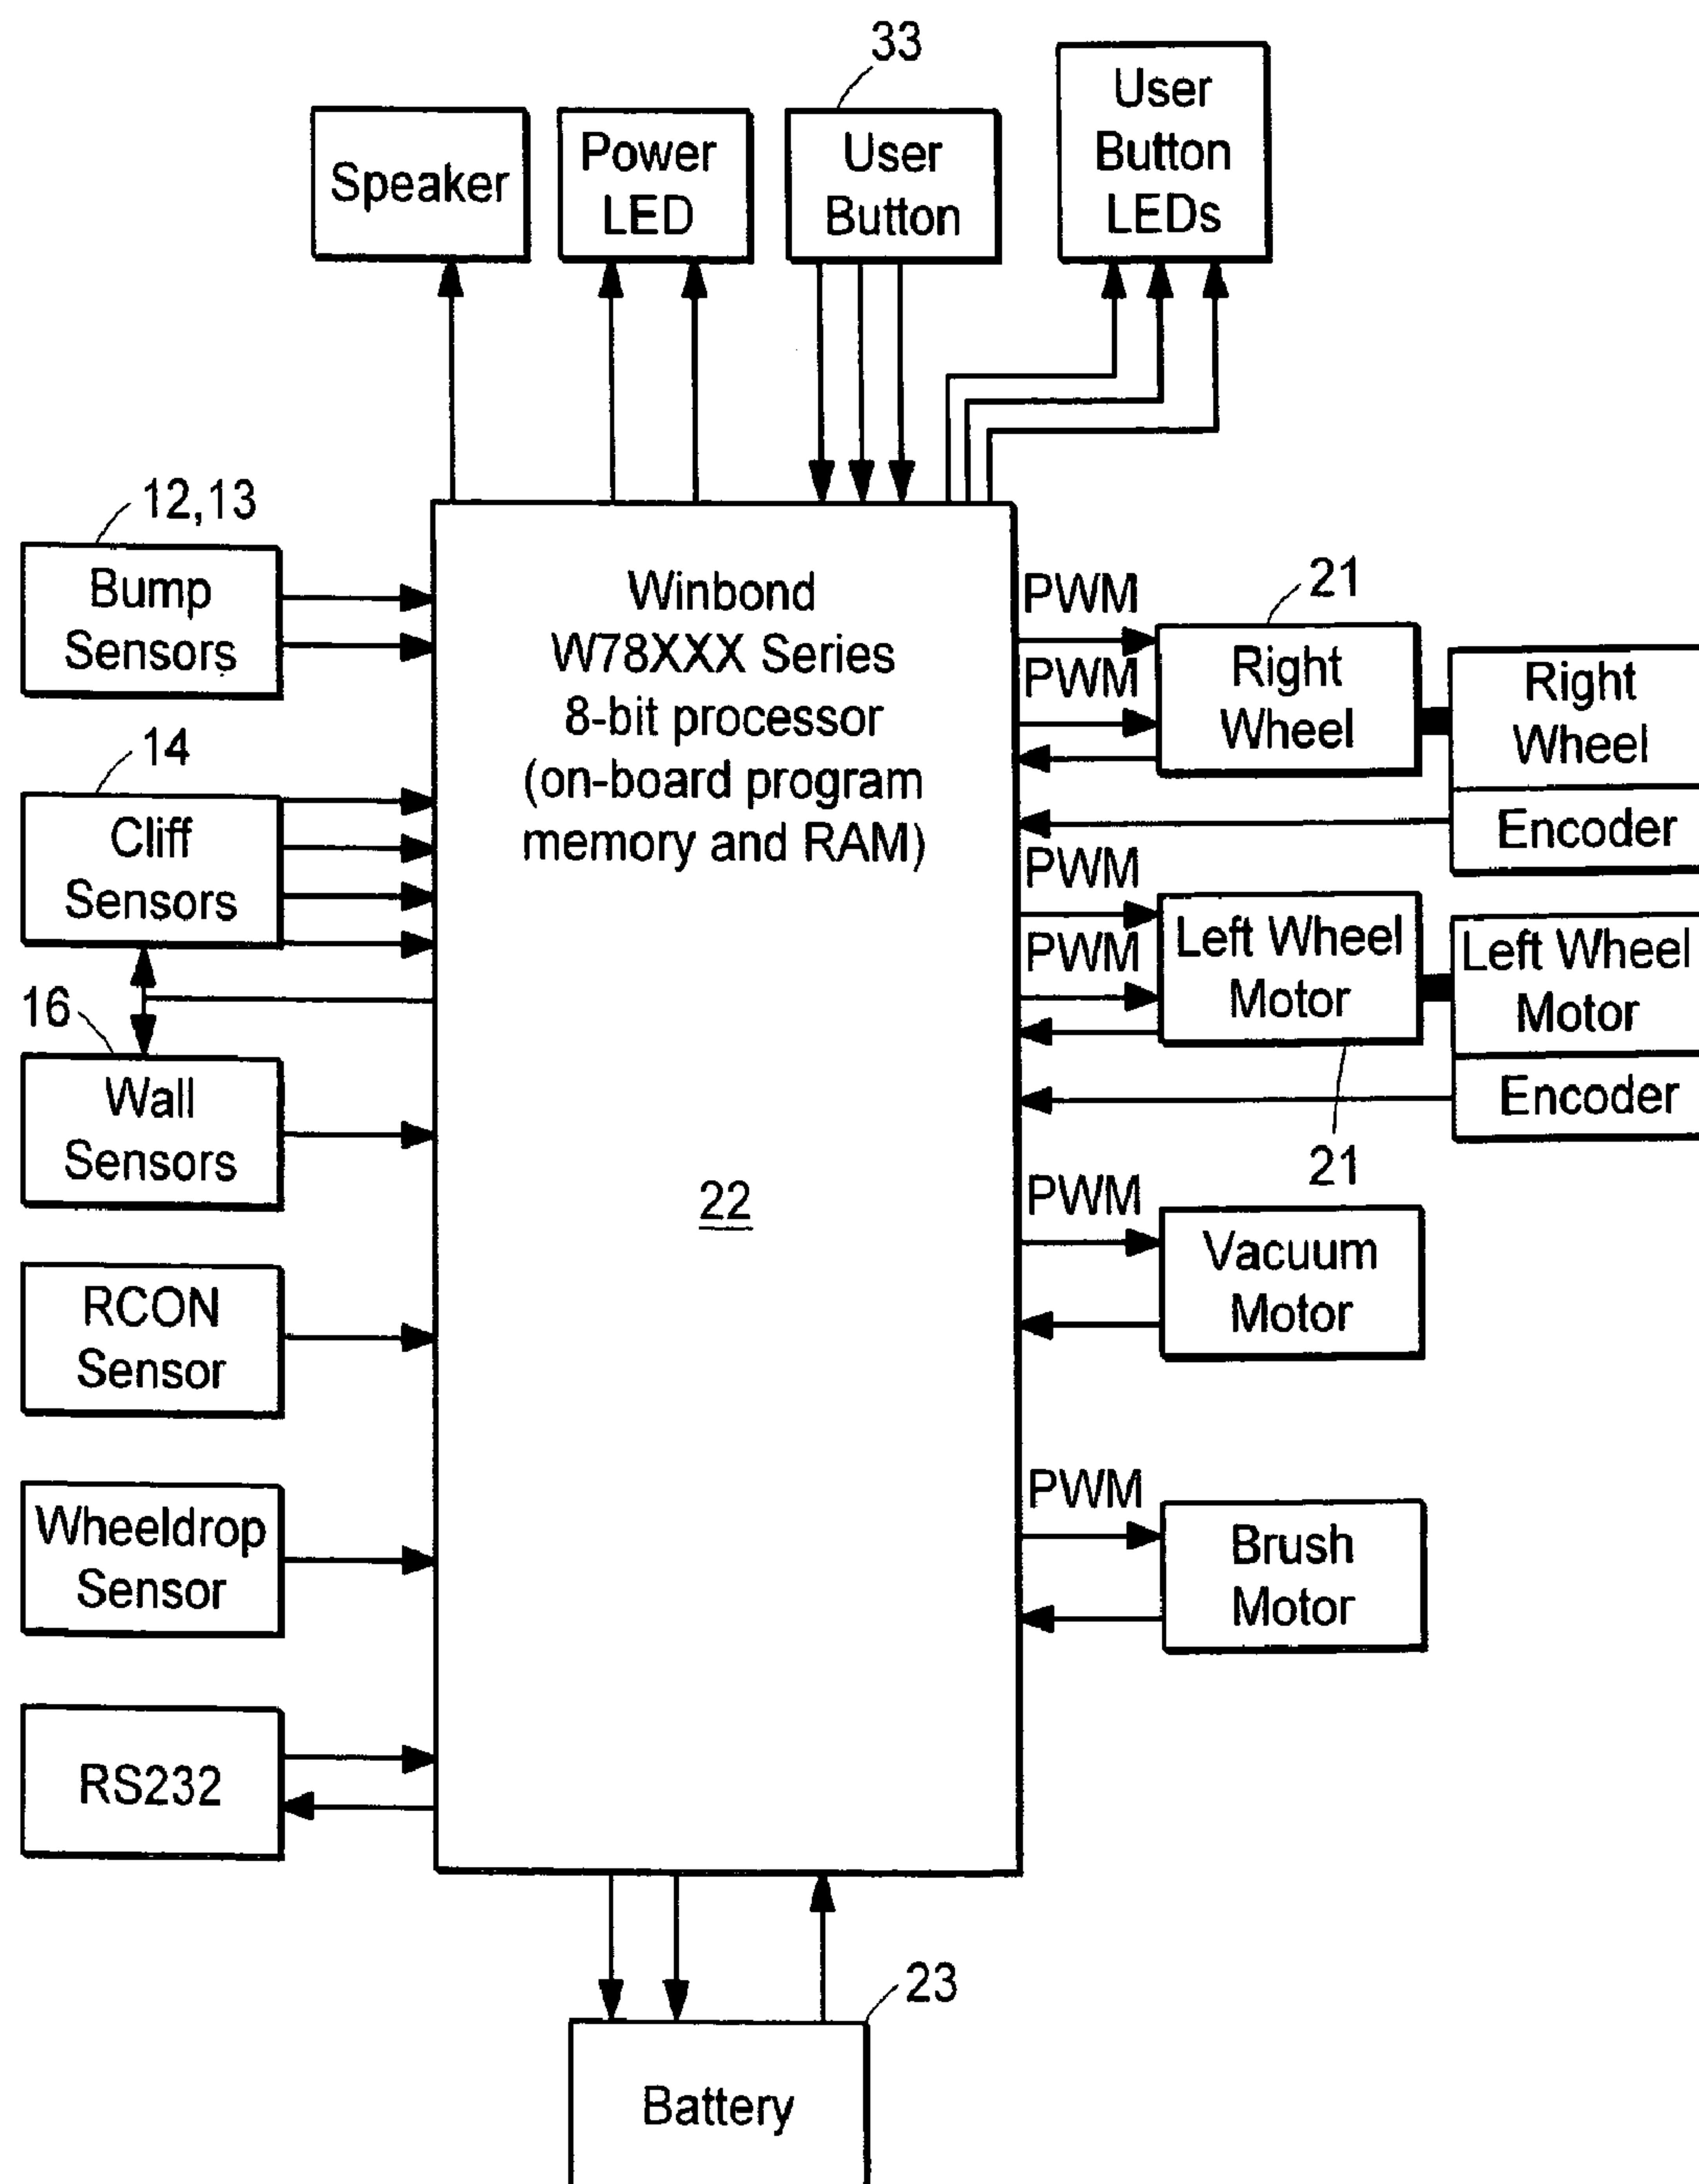 33
Speaker
Power
LED
User
Button
User
Button
LEDs
12,13
Bump
Sensors
14
Cliff
Sensors
16
Wall
Sensors
RCON
Sensor
Wheeldrop
Sensor
RS232
Winbond
W78XXX Series
8-bit processor
(on-board program
memory and RAM)
22
PWM
PWM
21
Right
Wheel
Right
Wheel
Encoder
PWM
PWM
Left Wheel
Motor
21
Left Wheel
Motor
Encoder
PWM
Vacuum
Motor
PWM
Brush
Motor
23
Battery